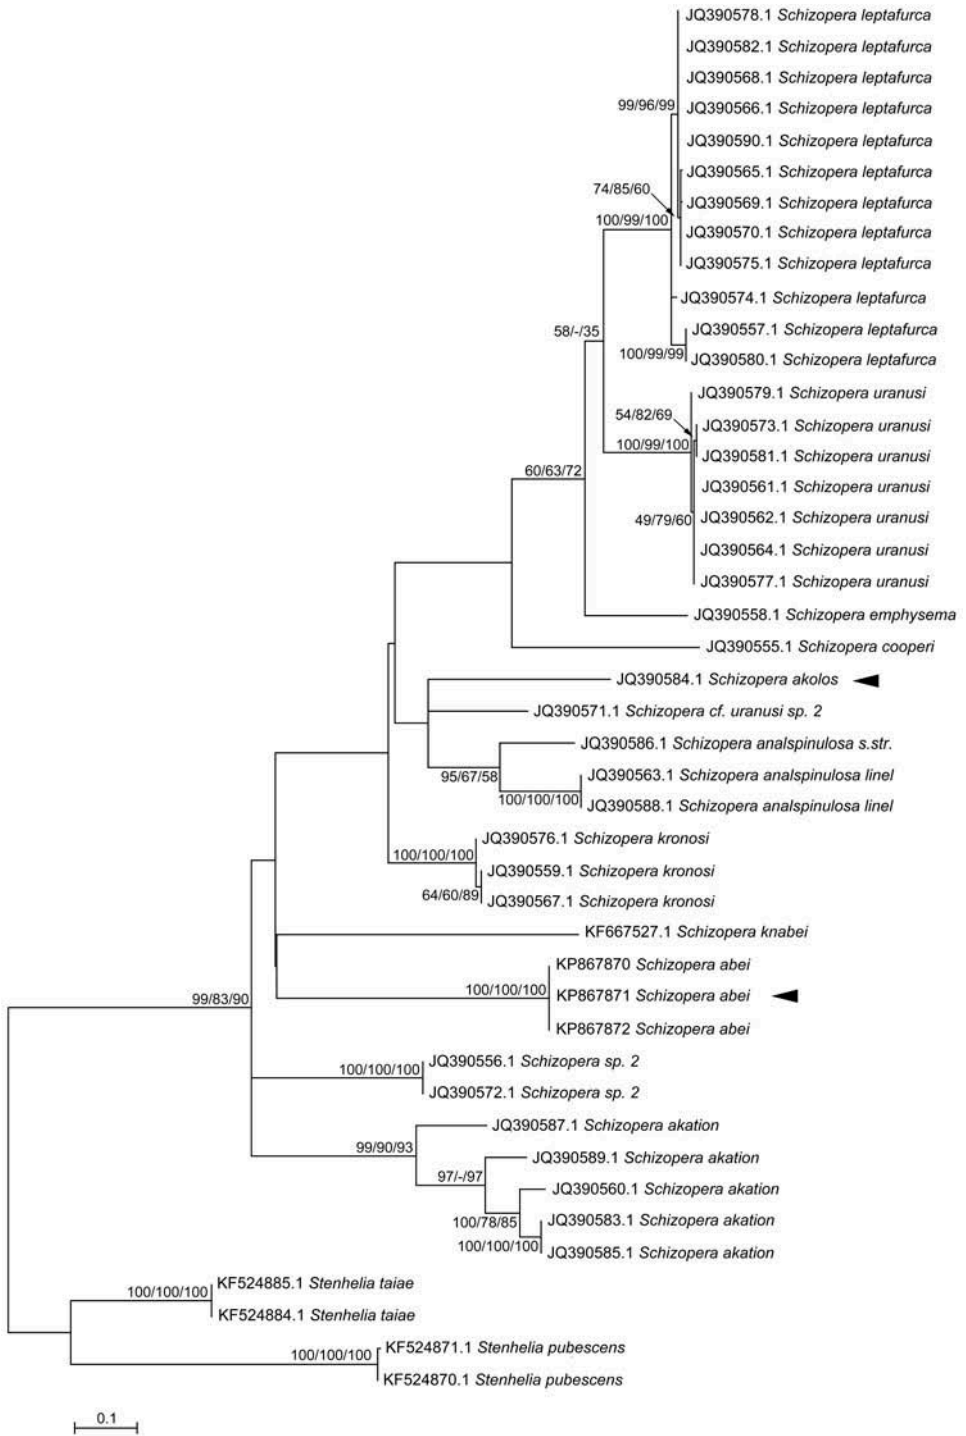 JQ390578.1 Schizopera leptafurca
JQ390582.1 Schizopera leptafurca
JQ390568.1 Schizopera leptafurca
99/96/99
JQ390566.1 Schizopera leptafurca
JQ390590.1 Schizopera leptafurca
JQ390565.1 Schizopera leptafurca
74/85/60
JQ390569.1 Schizopera leptafurca
100/99/100
JQ390570.1 Schizopera leptafurca
JQ390575.1 Schizopera leptafurca
JQ390574.1 Schizopera leptafurca
58/-/35
JQ390557.1 Schizopera leptafurca
100/99/99
JQ390580.1 Schizopera leptafurca
JQ390579.1 Schizopera uranusi
54/82/69
JQ390573.1 Schizopera uranusi
100/99/100
JQ390581.1 Schizopera uranusi
60/63/72
JQ390561.1 Schizopera uranusi
49/79/60
JQ390562.1 Schizopera uranusi
JQ390564.1 Schizopera uranusi
JQ390577.1 Schizopera uranusi
JQ390558.1 Schizopera emphysema
JQ390555.1 Schizopera cooperi
JQ390584.1 Schizopera akolos
JQ390571.1 Schizopera cf. uranusi sp. 2
JQ390586.1 Schizopera analspinulosa s.str.
95/67/58
JQ390563.1 Schizopera analspinulosa linel
100/100/100
JQ390588.1 Schizopera analspinulosa linel
JQ390576.1 Schizopera kronosi
100/100/100
JQ390559.1 Schizopera kronosi
64/60/89
JQ390567.1 Schizopera kronosi
KF667527.1 Schizopera knabei
KP867870 Schizopera abei
100/100/100
KP867871 Schizopera abei
99/83/90
KP867872 Schizopera abei
JQ390556.1 Schizopera sp. 2
100/100/100
JQ390572.1 Schizopera sp. 2
JQ390587.1 Schizopera akation
99/90/93
JQ390589.1 Schizopera akation
97/-/97
JQ390560.1 Schizopera akation
100/78/85
JQ390583.1 Schizopera akation
100/100/100
JQ390585.1 Schizopera akation
KF524885.1 Stenhelia taiae
100/100/100
KF524884.1 Stenhelia taiae
KF524871.1 Stenhelia pubescens
100/100/100
KF524870.1 Stenhelia pubescens
0.1